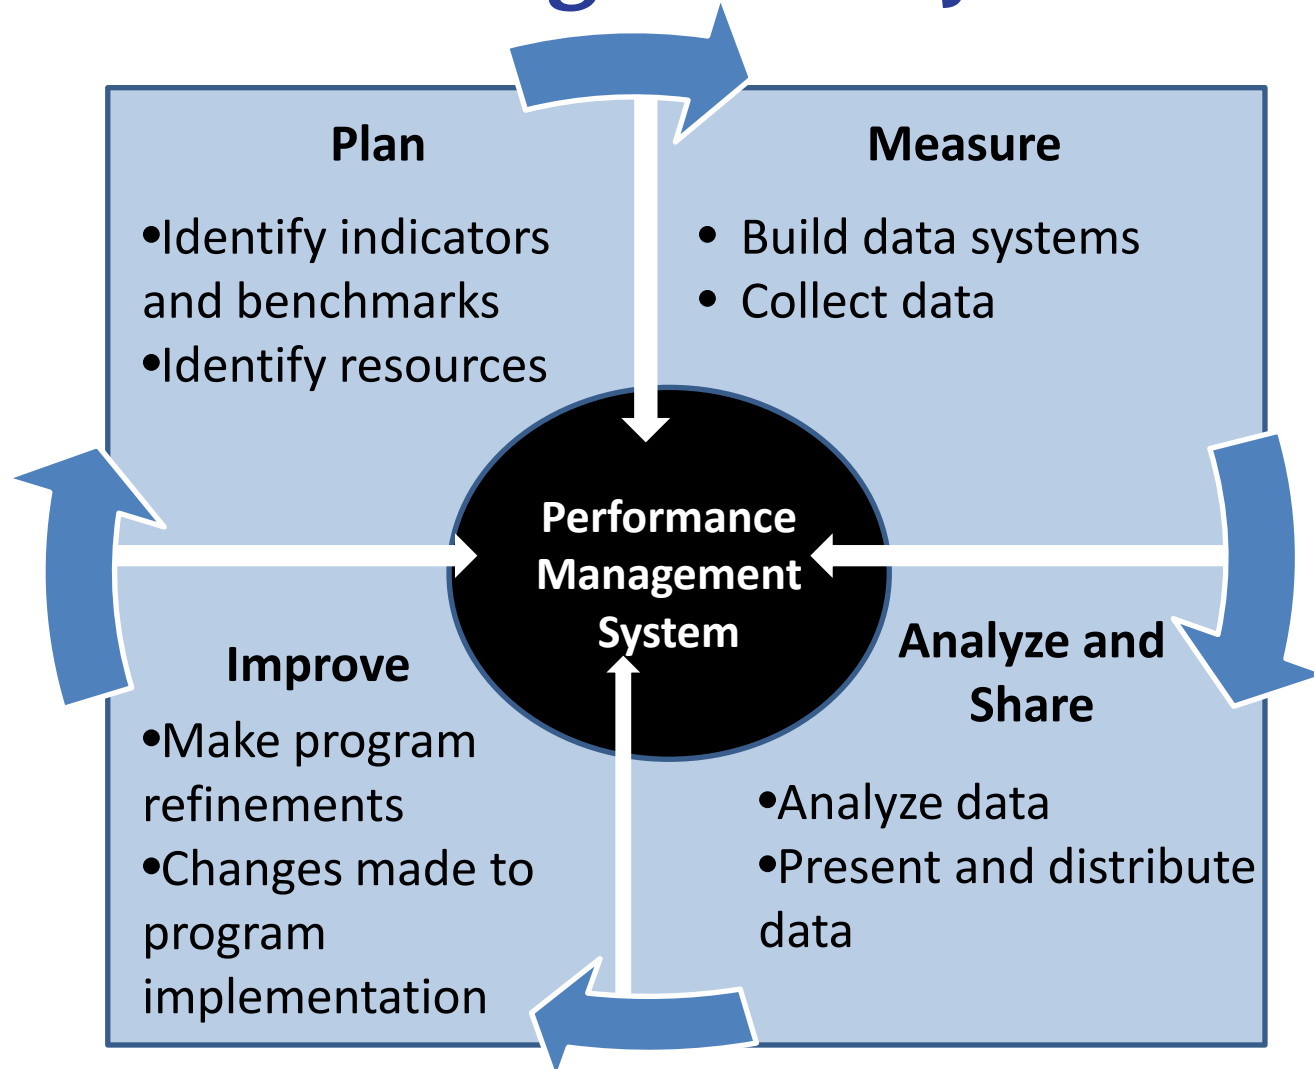 Plan
•Identify indicators
and benchmarks
•Identify resources
Measure
• Build data systems
• Collect data
Performance
Management
System
Analyze and
Share
•Analyze data
•Present and distribute
data
Improve
•Make program
refinements
•Changes made to
program
implementation